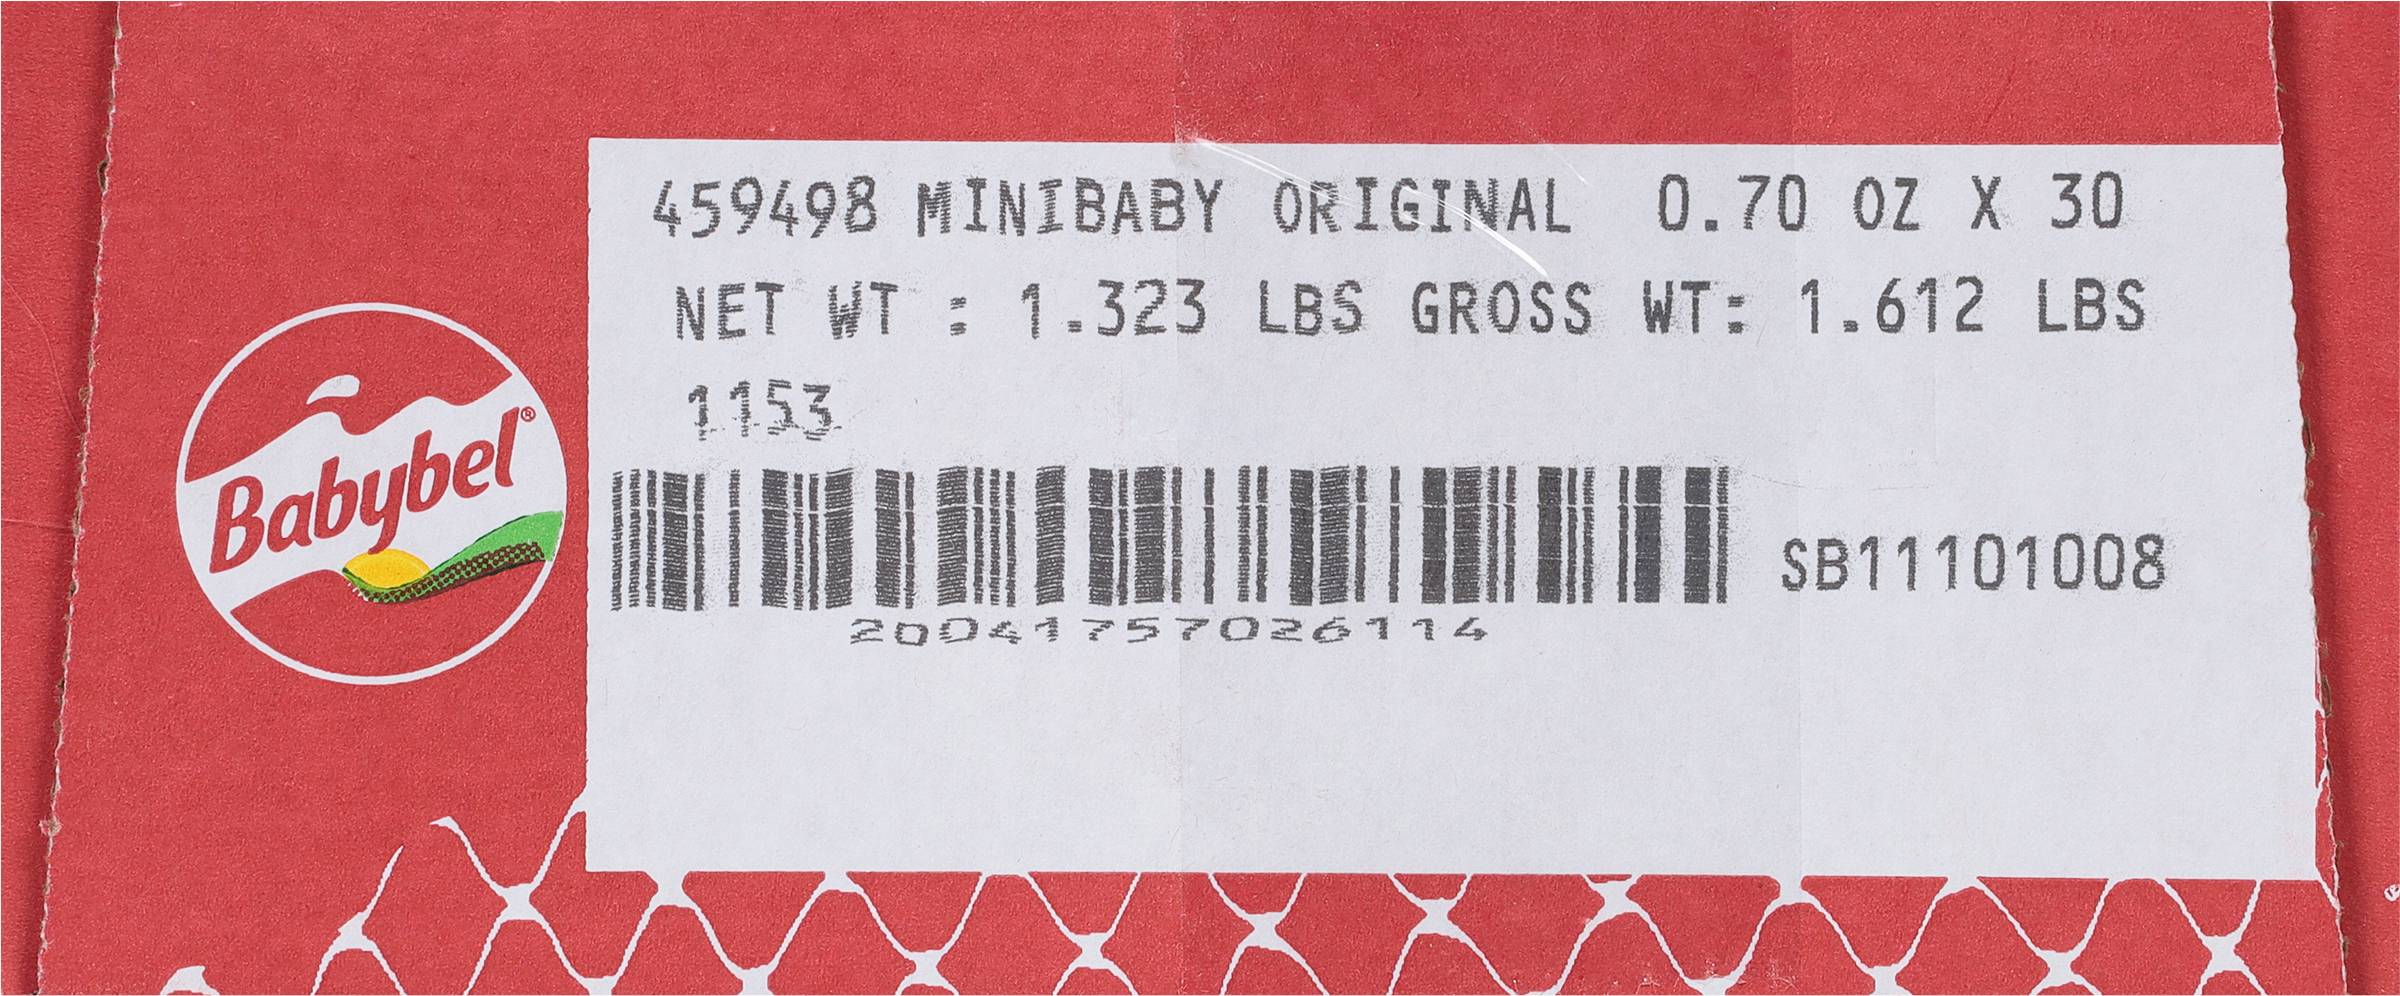 459498 MINIBABY ORIGINAL 0.70 OZ X 30
NET WT : 1.323 LBS GROSS WT: 1.612 LBS
1153
Babybel®
SB11101008
20041757026114